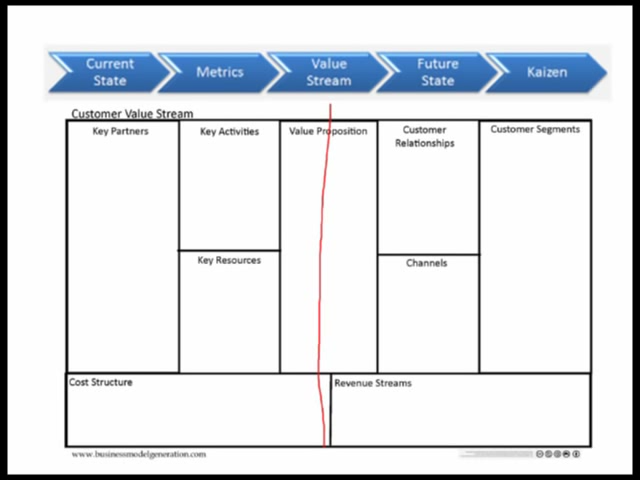 Current
State
Metrics
Value
Stream
Future
State
Kaizen
Customer Value Stream
Key Partners
Key Activities
Value Proposition
Customer
Relationships
Customer Segments
Key Resources
Channels
Cost Structure
Revenue Streams
www.businessmodelgeneration.com